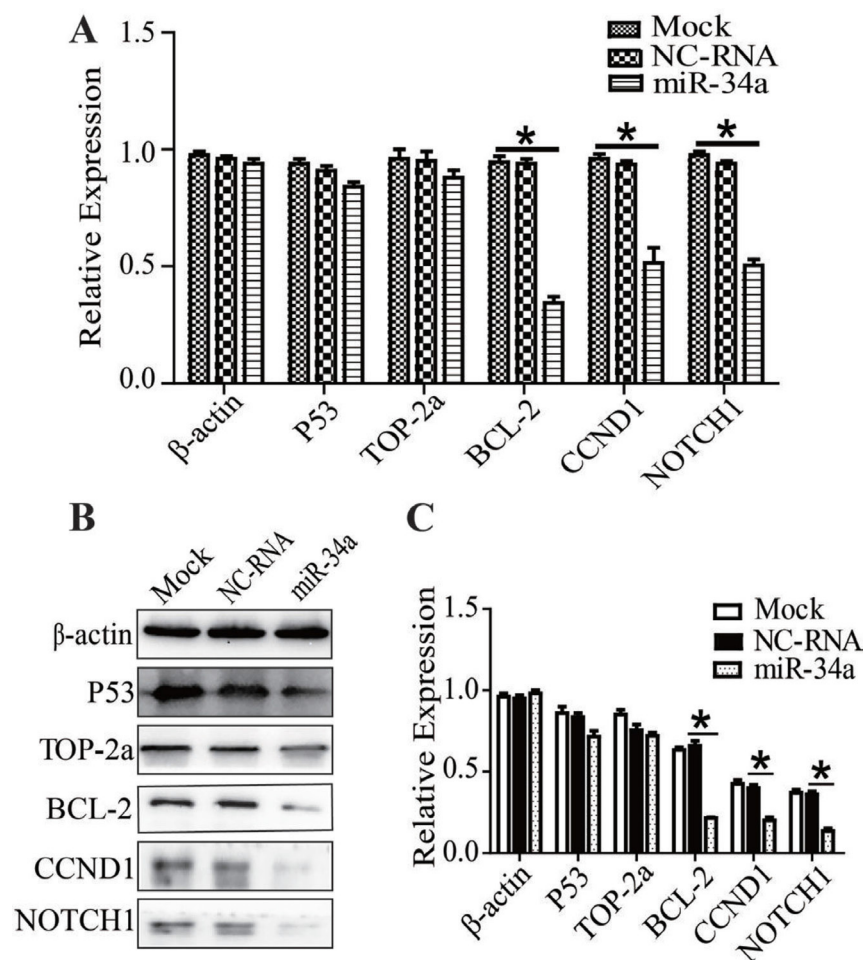 A
Relative Expression
1.5
1.0
0.5
0.0
Mock
NC-RNA
miR-34a
*
*
*
β-actin
P53
TOP-2a
BCL-2
CCND1
NOTCH1
B
Mock
NC-RNA
miR-34a
β-actin
P53
TOP-2a
BCL-2
CCND1
NOTCH1
C
Relative Expression
1.5
1.0
0.5
0.0
Mock
NC-RNA
miR-34a
*
*
*
β-actin
P53
TOP-2a
BCL-2
CCND1
NOTCH1